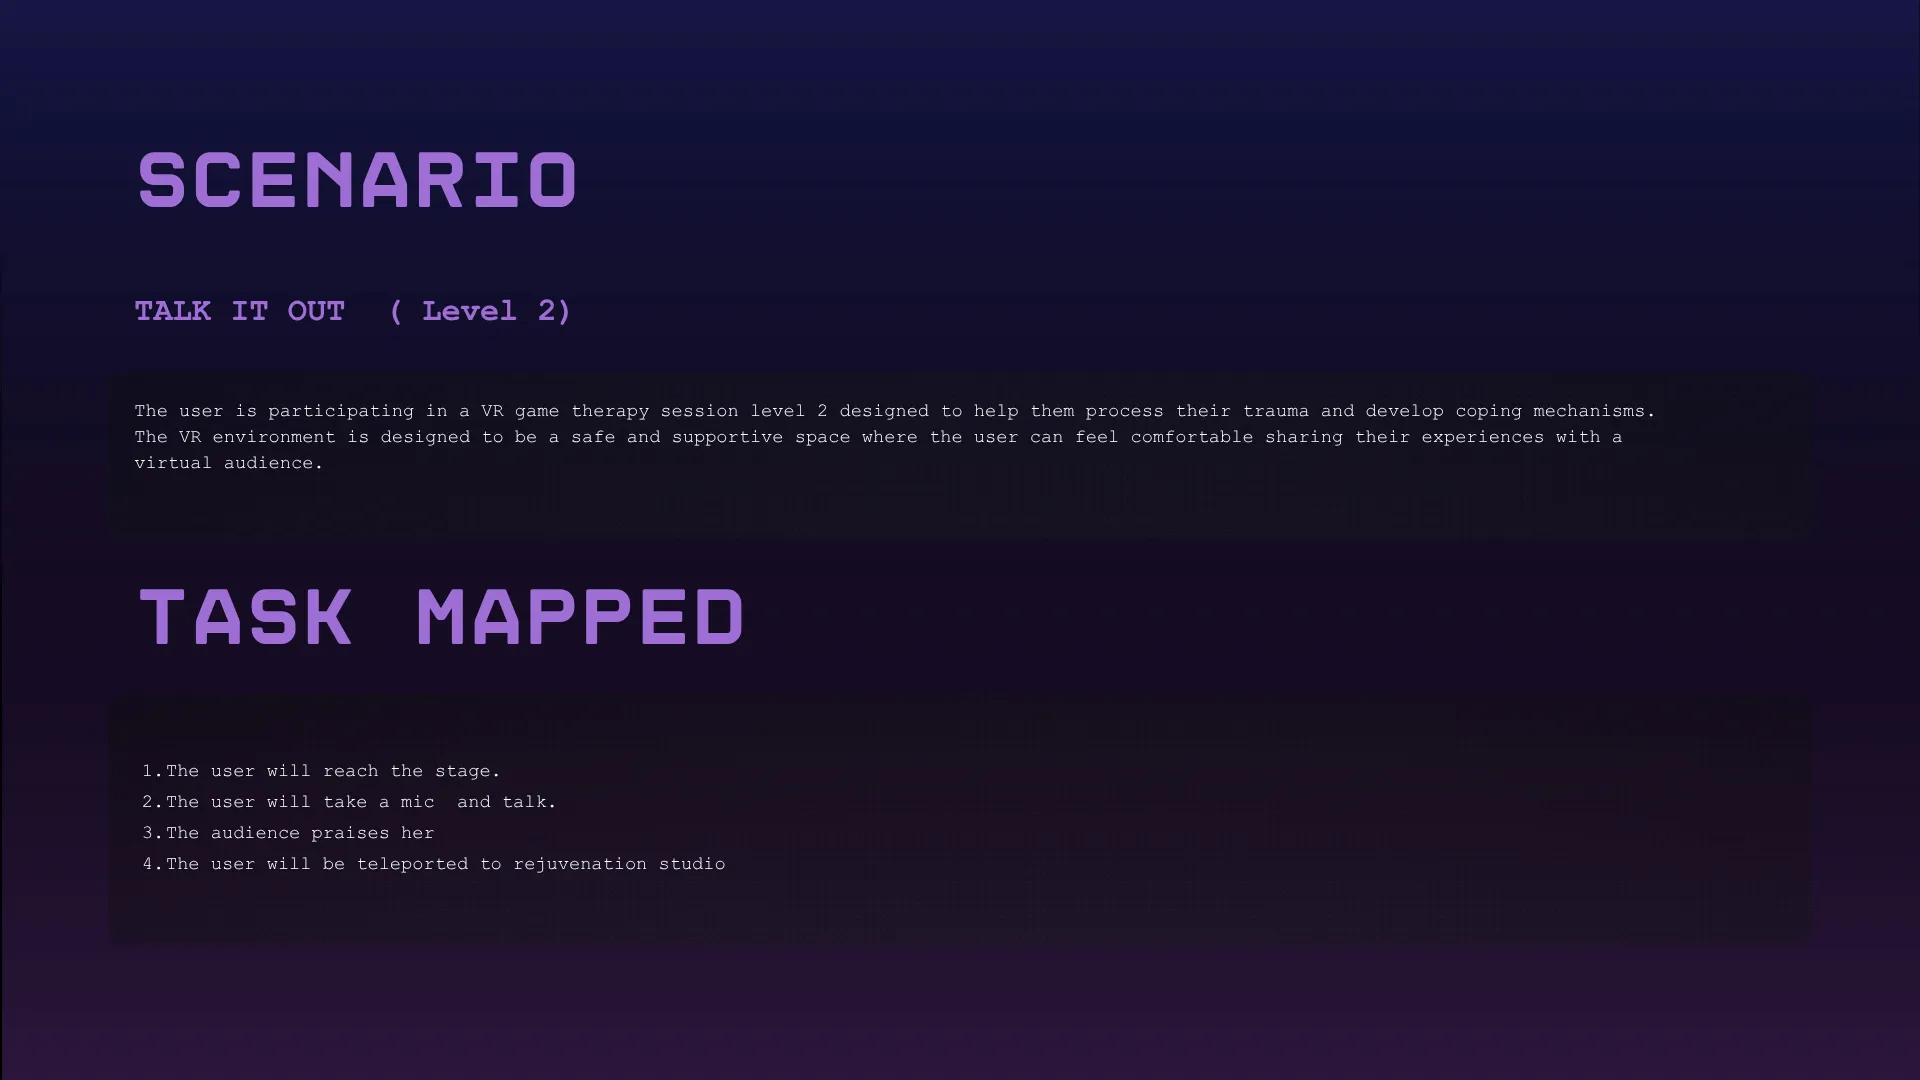 SCENARIO
TALK IT OUT  ( Level 2)
The user is participating in a VR game therapy session level 2 designed to help them process their trauma and develop coping mechanisms.
The VR environment is designed to be a safe and supportive space where the user can feel comfortable sharing their experiences with a
virtual audience.
TASK MAPPED
1.The user will reach the stage.
2.The user will take a mic  and talk.
3.The audience praises her
4.The user will be teleported to rejuvenation studio